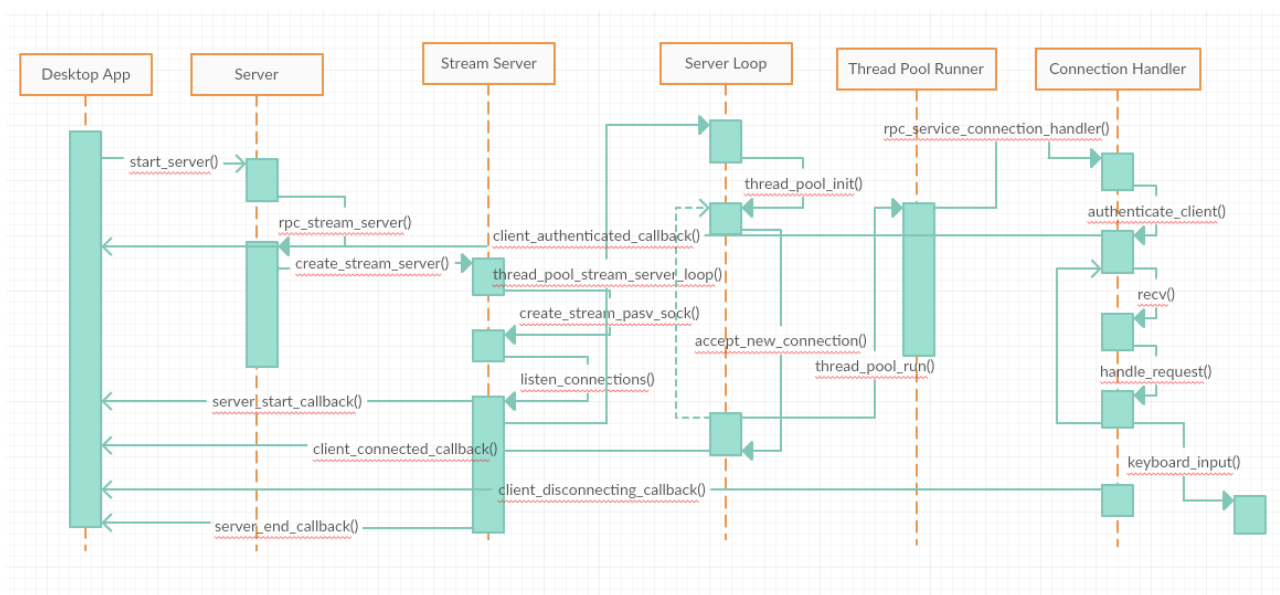 Desktop App
Server
Stream Server
Server Loop
Thread Pool Runner
Connection Handler
rpc_service_connection_handler()
start_server()
thread_pool_init()
authenticate_client()
rpc_stream_server()
client_authenticated_callback()
create_stream_server()
thread_pool_stream_server_loop()
recv()
create_stream_pasv_sock()
accept_new_connection()
thread_pool_run()
handle_request()
listen_connections()
server_start_callback()
client_connected_callback()
keyboard_input()
client_disconnecting_callback()
server_end_callback()